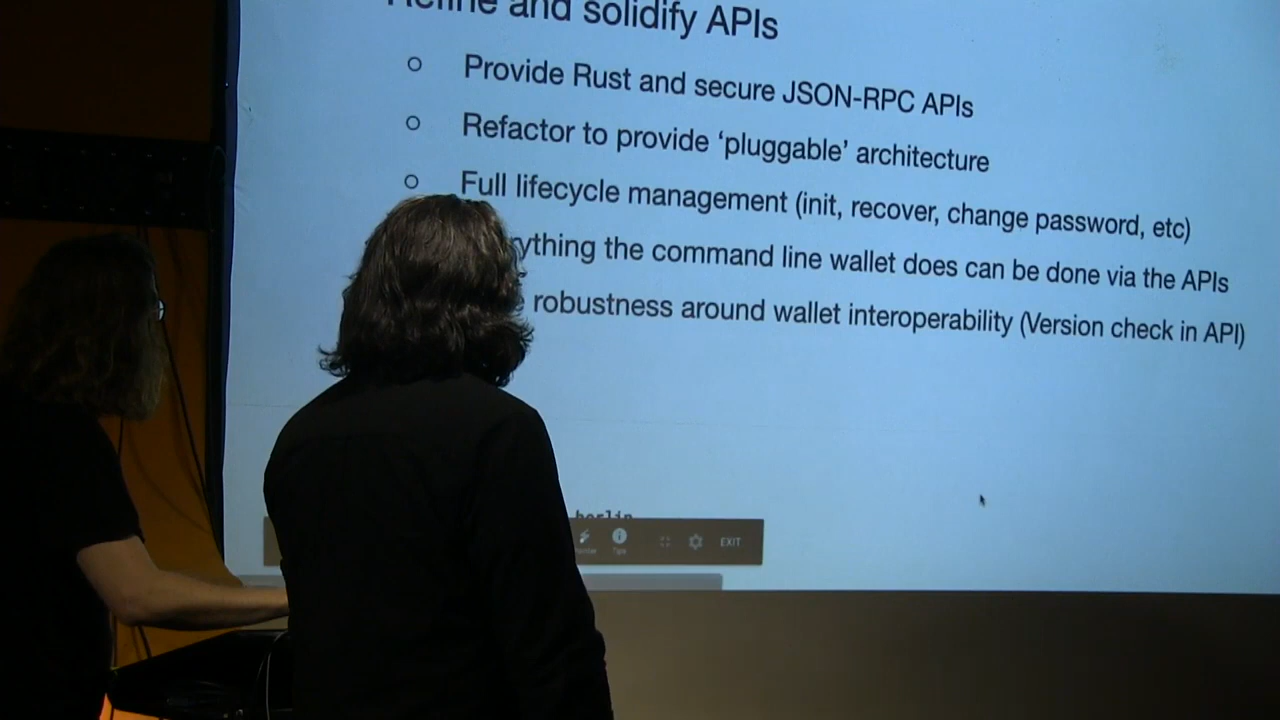 and solidify APIs
Provide Rust and secure JSON-RPC APIs
Refactor to provide ‘pluggable’ architecture
Full lifecycle management (init, recover, change password, etc)
the command line wallet does can be done via the APIs
robustness around wallet interoperability (Version check in API)
EXIT